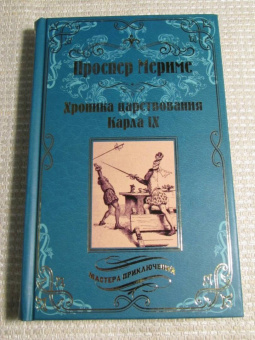 Проспер Мериме
Хроника царствования
Карла IX
МАСТЕРА ПРИКЛЮЧЕНИЙ